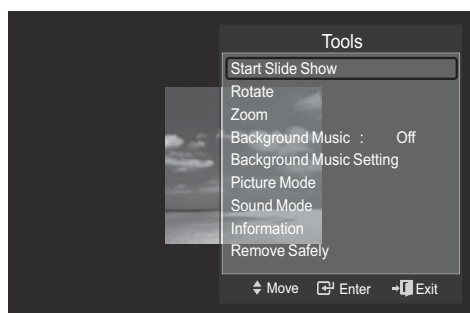 Tools
Start Slide Show
Rotate
Zoom
Background Music : Off
Background Music Setting
Picture Mode
Sound Mode
Information
Remove Safely
Move Enter Exit